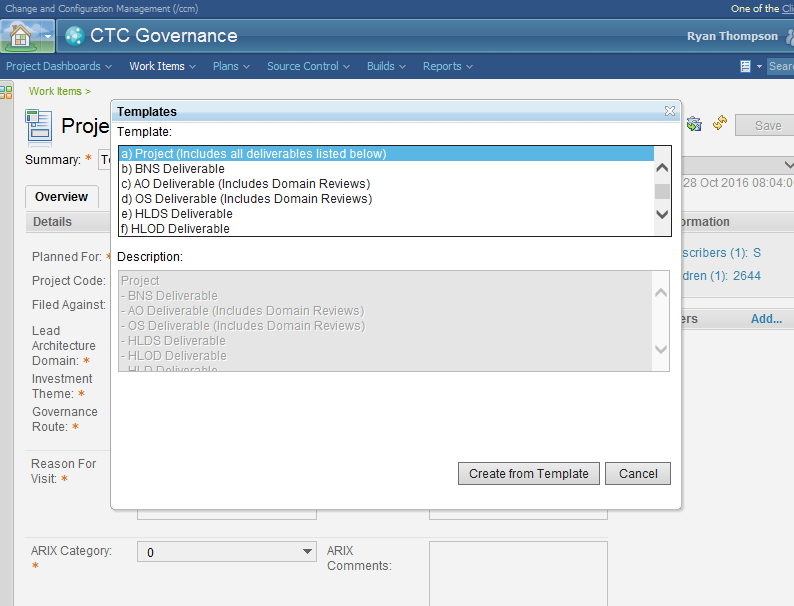 Change and Configuration Management (/ccm)
One of the
CTC Governance
Ryan Thompson
Project Dashboards
Work Items
Plans
Source Control
Builds
Reports
Sear
Work Items >
Proje
Save
Summary: *
28 Oct 2016 08:04:0
Overview
Details
Planned For: *
Project Code:
Filed Against:
Lead
Architecture
Domain: *
Investment
Theme: *
Governance
Route: *
Reason For
Visit: *
Templates
Template:
a) Project (Includes all deliverables listed below)
b) BNS Deliverable
c) AO Deliverable (Includes Domain Reviews)
d) OS Deliverable (Includes Domain Reviews)
e) HLDS Deliverable
f) HLOD Deliverable
Description:
Project
- BNS Deliverable
- AO Deliverable (Includes Domain Reviews)
- OS Deliverable (Includes Domain Reviews)
- HLDS Deliverable
- HLOD Deliverable
- HLD Deliverable
Create from Template
Cancel
ormation
scribers (1): S
dren (1): 2644
ers
Add...
ARIX Category:
*
0
ARIX
Comments: